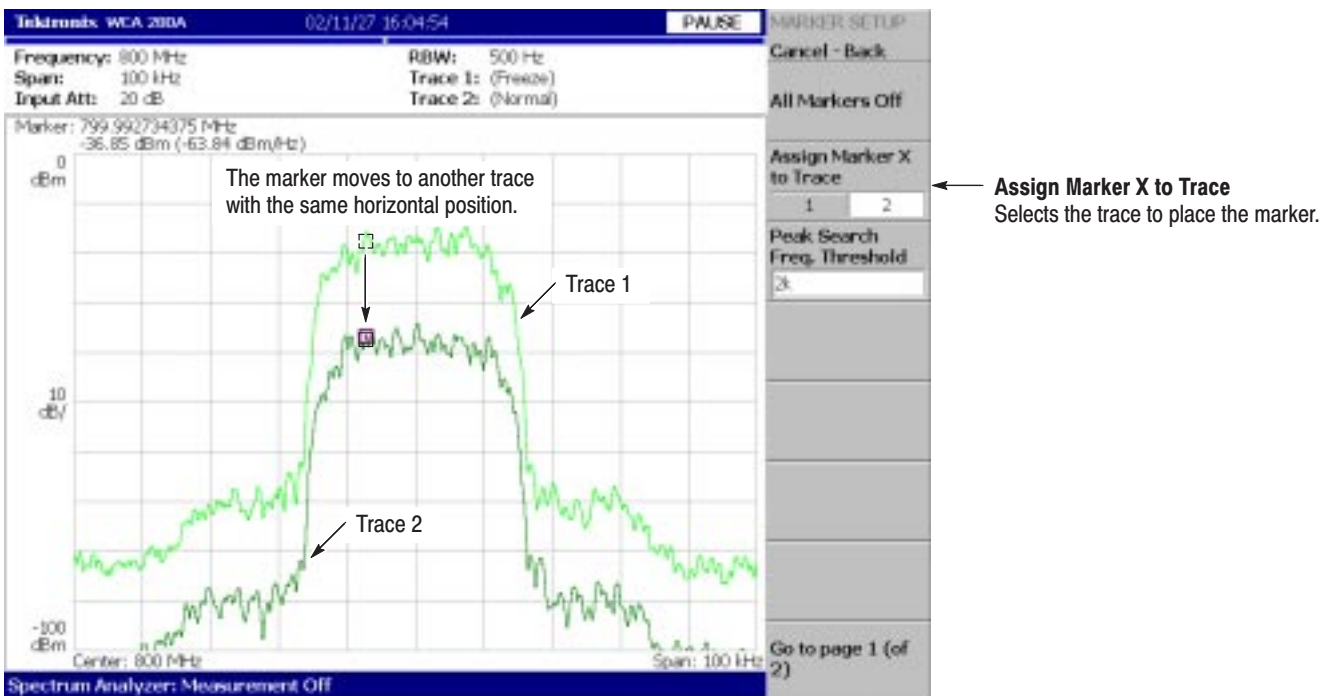 Tektronix WCA 200A 02/11/27 16:04:54 PAUSE
Frequency: 800 MHz
Span: 100 kHz
Input Att: 20 dB
RBW: 500 Hz
Trace 1: (Freeze)
Trace 2: (Normal)
Marker: 799.992734375 MHz
-36.85 dBm (-63.84 dBm/Hz)
0
dBm
The marker moves to another trace
with the same horizontal position.
Trace 1
10
dB/
Trace 2
-100
dBm
Center: 800 MHz
Span: 100 kHz
Spectrum Analyzer: Measurement Off
MARKER SETUP
Cancel - Back
All Markers Off
Assign Marker X
to Trace
1 2
Peak Search
Freq. Threshold
2k
Go to page 1 (of
2)
Assign Marker X to Trace
Selects the trace to place the marker.